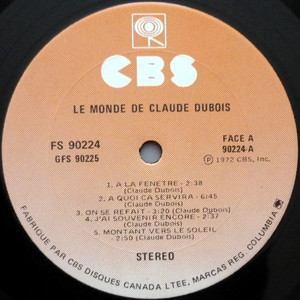 CBS
LE MONDE DE CLAUDE DUBOIS
FS 90224
GFS 90225
FACE A
90224-A
Ⓟ 1972 CBS, Inc.
1. A LA FENETRE - 2:38
(Claude Dubois)
2. A QUOI CA SERVIRA - 6:45
(Claude Dubois)
3. ON SE REFAIT - 3:20 (Claude Dubois)
4. J'AI SOUVENIR ENCORE - 2:37
(Claude Dubois)
5. MONTANT VERS LE SOLEIL
- 2:50 (Claude Dubois)
STEREO
FABRIQUE PAR CBS DISQUES CANADA LTEE, MARCAS REG. COLUMBIA